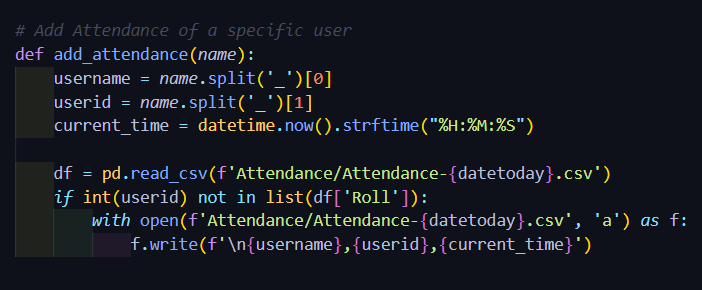 # Add Attendance of a specific user
def add_attendance(name):
    username = name.split('_')[0]
    userid = name.split('_')[1]
    current_time = datetime.now().strftime("%H:%M:%S")

    df = pd.read_csv(f'Attendance/Attendance-{datetoday}.csv')
    if int(userid) not in list(df['Roll']):
        with open(f'Attendance/Attendance-{datetoday}.csv', 'a') as f:
            f.write(f'\n{username},{userid},{current_time}')